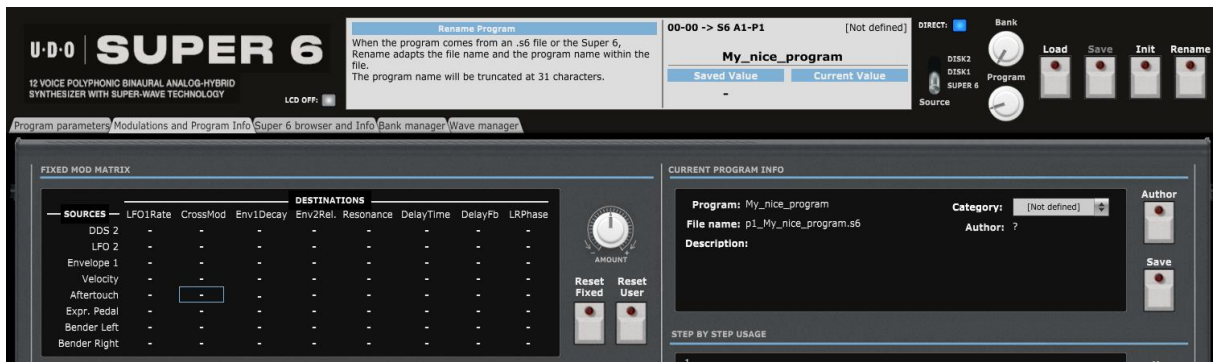 U·D·O | SUPER 6
12 VOICE POLYPHONIC BINAURAL ANALOG-HYBRID
SYNTHESIZER WITH SUPER-WAVE TECHNOLOGY
LCD OFF:
Rename Program
When the program comes from an .s6 file or the Super 6,
Rename adapts the file name and the program name within the
file.
The program name will be truncated at 31 characters.
00-00 -> S6 A1-P1 [Not defined]
My_nice_program
Saved Value Current Value
- 
DIRECT:
DISK2
DISK1
SUPER 6
Source
Bank
Program
Load Save Init Rename
Program parameters Modulations and Program Info Super 6 browser and Info Bank manager Wave manager
FIXED MOD MATRIX
DESTINATIONS
SOURCES LFO1Rate CrossMod Env1Decay Env2Rel. Resonance DelayTime DelayFb LRPhase
DDS 2 - - - - - - - -
LFO 2 - - - - - - - -
Envelope 1 - - - - - - - -
Velocity - - - - - - - -
Aftertouch - - - - - - - -
Expr. Pedal - - - - - - - -
Bender Left - - - - - - - -
Bender Right - - - - - - - -
AMOUNT
Reset Fixed
Reset User
CURRENT PROGRAM INFO
Program: My_nice_program
File name: p1_My_nice_program.s6
Description:
Category: [Not defined]
Author: ?
Author
Save
STEP BY STEP USAGE